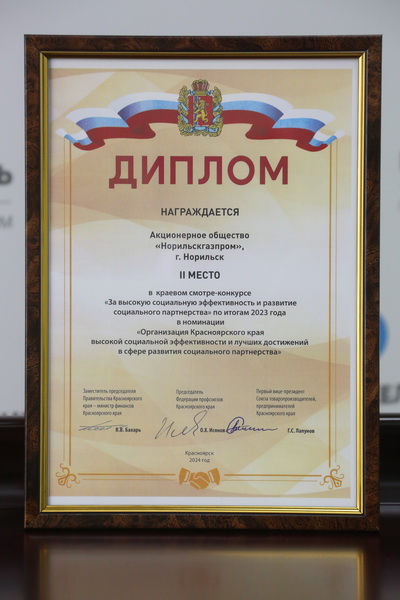 ДИПЛОМ
НАГРАЖДАЕТСЯ
Акционерное общество
«Норильскгазпром»,
г. Норильск
II МЕСТО
в краевом смотре-конкурсе
«За высокую социальную эффективность и развитие
социального партнерства» по итогам 2023 года
в номинации
«Организация Красноярского края
высокой социальной эффективности и лучших достижений
в сфере развития социального партнерства»
Заместитель председателя
Правительства Красноярского
края – министр финансов
Красноярского края
В.В. Бахарь
Председатель
Федерации профсоюзов
Красноярского края
О.Х. Исянов
Первый вице-президент
Союза товаропроизводителей,
предпринимателей
Красноярского края
Г.С. Лапунов
Красноярск
2024 год